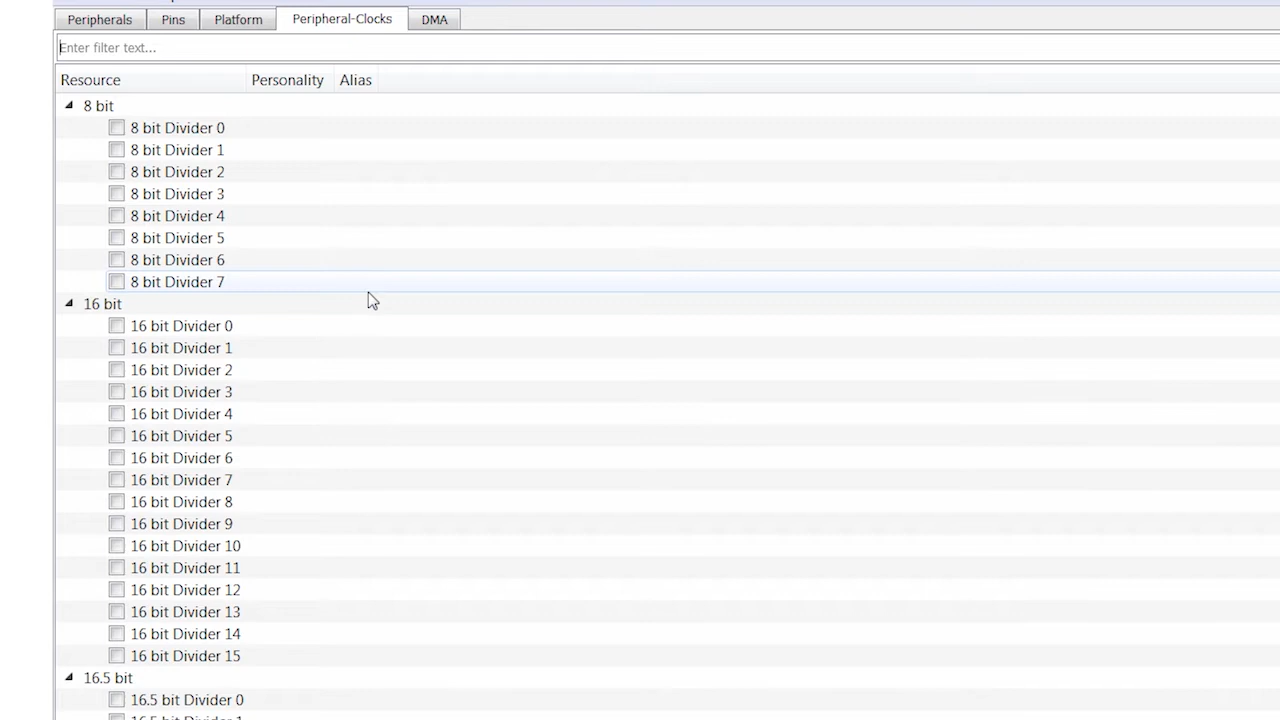 Peripherals Pins Platform Peripheral-Clocks DMA
Enter filter text...
Resource Personality Alias
8 bit
8 bit Divider 0
8 bit Divider 1
8 bit Divider 2
8 bit Divider 3
8 bit Divider 4
8 bit Divider 5
8 bit Divider 6
8 bit Divider 7
16 bit
16 bit Divider 0
16 bit Divider 1
16 bit Divider 2
16 bit Divider 3
16 bit Divider 4
16 bit Divider 5
16 bit Divider 6
16 bit Divider 7
16 bit Divider 8
16 bit Divider 9
16 bit Divider 10
16 bit Divider 11
16 bit Divider 12
16 bit Divider 13
16 bit Divider 14
16 bit Divider 15
16.5 bit
16.5 bit Divider 0
16.5 bit Divider 1